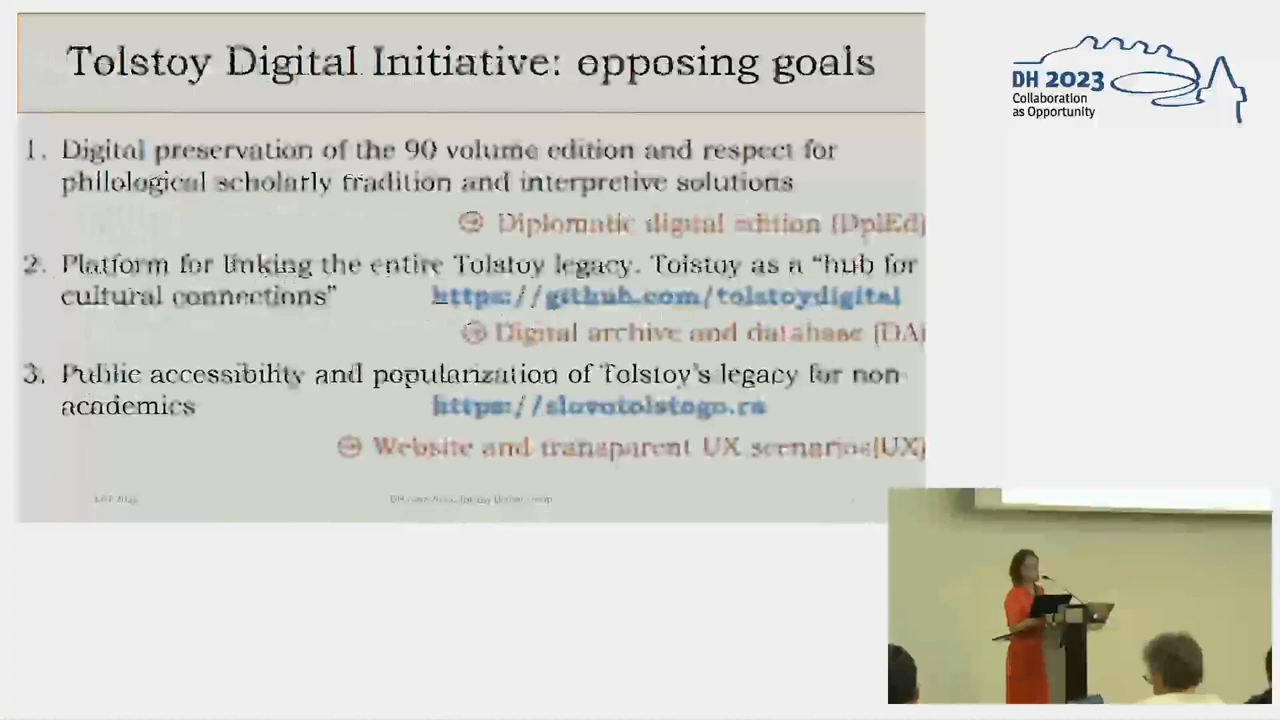 Tolstoy Digital Initiative: opposing goals
DH 2023
Collaboration
as Opportunity
1. Digital preservation of the 90 volume edition and respect for
philological scholarly tradition and interpretive solutions
Diplomatic digital edition (DplEd)
2. Platform for linking the entire Tolstoy legacy. Tolstoy as a “hub for
cultural connections”
https://github.com/tolstoydigital
Digital archive and database (DA)
3. Public accessibility and popularization of Tolstoy’s legacy for non-
academics
https://slovotolstogo.ru
Website and transparent UX scenarios(UX)